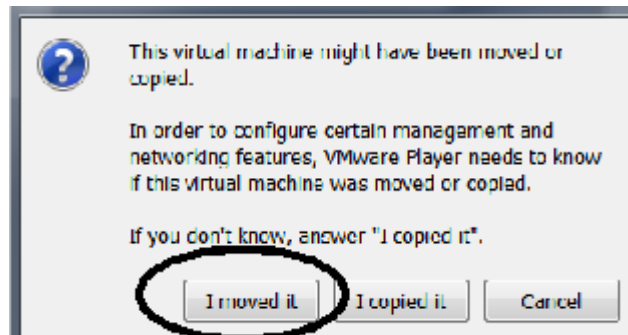 This virtual machine might have been moved or
copied.
In order to configure certain management and
networking features, VMware Player needs to know
if this virtual machine was moved or copied.
If you don't know, answer "I copied it".
I moved it
I copied it
Cancel